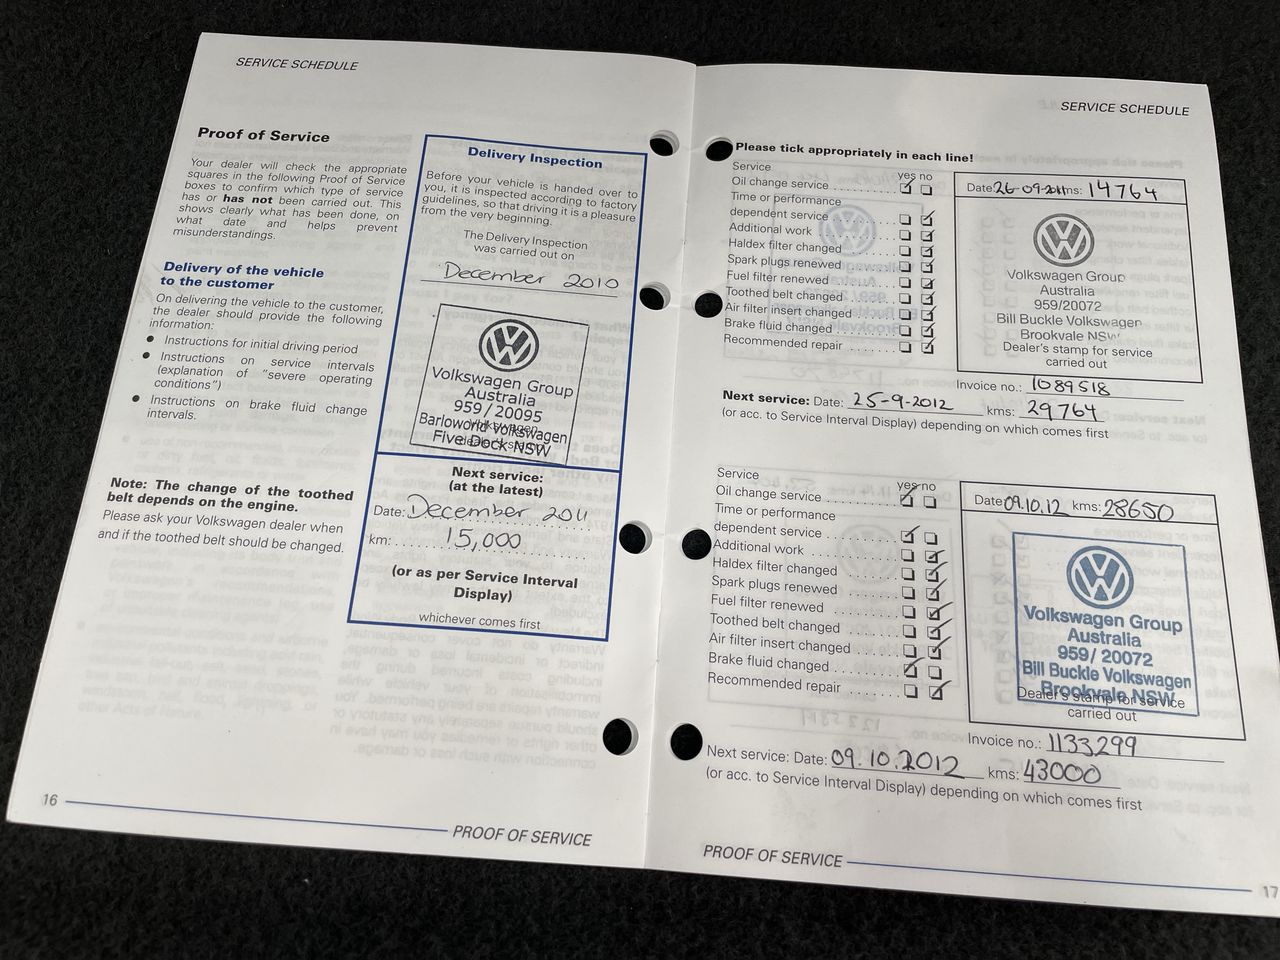 SERVICE SCHEDULE
Proof of Service
Your dealer will check the appropriate
squares in the following Proof of Service
boxes to confirm which type of service
has or has not been carried out. This
shows clearly what has been done, on
what date and helps prevent
misunderstandings.
Delivery of the vehicle
to the customer
On delivering the vehicle to the customer,
the dealer should provide the following
information:
● Instructions for initial driving period
● Instructions on service intervals
(explanation of "severe operating
conditions")
● Instructions on brake fluid change
intervals.
Note: The change of the toothed
belt depends on the engine.
Please ask your Volkswagen dealer when
and if the toothed belt should be changed.
Delivery Inspection
Before your vehicle is handed over to
you, it is inspected according to factory
guidelines, so that driving it is a pleasure
from the very beginning.
The Delivery Inspection
was carried out on
December 2010
Volkswagen Group
Australia
959/20095
Barloworld Volkswagen
Five Dock NSW
Next service:
(at the latest)
Date: December 2011
km: 15,000
(or as per Service Interval
Display)
whichever comes first
16
PROOF OF SERVICE
SERVICE SCHEDULE
Please tick appropriately in each line!
Service yes no
Oil change service
Time or performance
dependent service
Additional work
Haldex filter changed
Spark plugs renewed
Fuel filter renewed
Toothed belt changed
Air filter insert changed
Brake fluid changed
Recommended repair
Date 26-09-2011 kms: 14764
Volkswagen Group
Australia
959/20072
Bill Buckle Volkswagen
Brookvale NSW
Dealer's stamp for service
carried out
Invoice no.: 1089518
Next service: Date: 25-9-2012 kms: 29764
(or acc. to Service Interval Display) depending on which comes first
Service yes no
Oil change service
Time or performance
dependent service
Additional work
Haldex filter changed
Spark plugs renewed
Fuel filter renewed
Toothed belt changed
Air filter insert changed
Brake fluid changed
Recommended repair
Date 09.10.12 kms: 28650
Volkswagen Group
Australia
959/ 20072
Bill Buckle Volkswagen
Brookvale NSW
Dealer's stamp for service
carried out
Invoice no.: 1133299
Next service: Date: 09.10.2012 kms: 43000
(or acc. to Service Interval Display) depending on which comes first
PROOF OF SERVICE
17